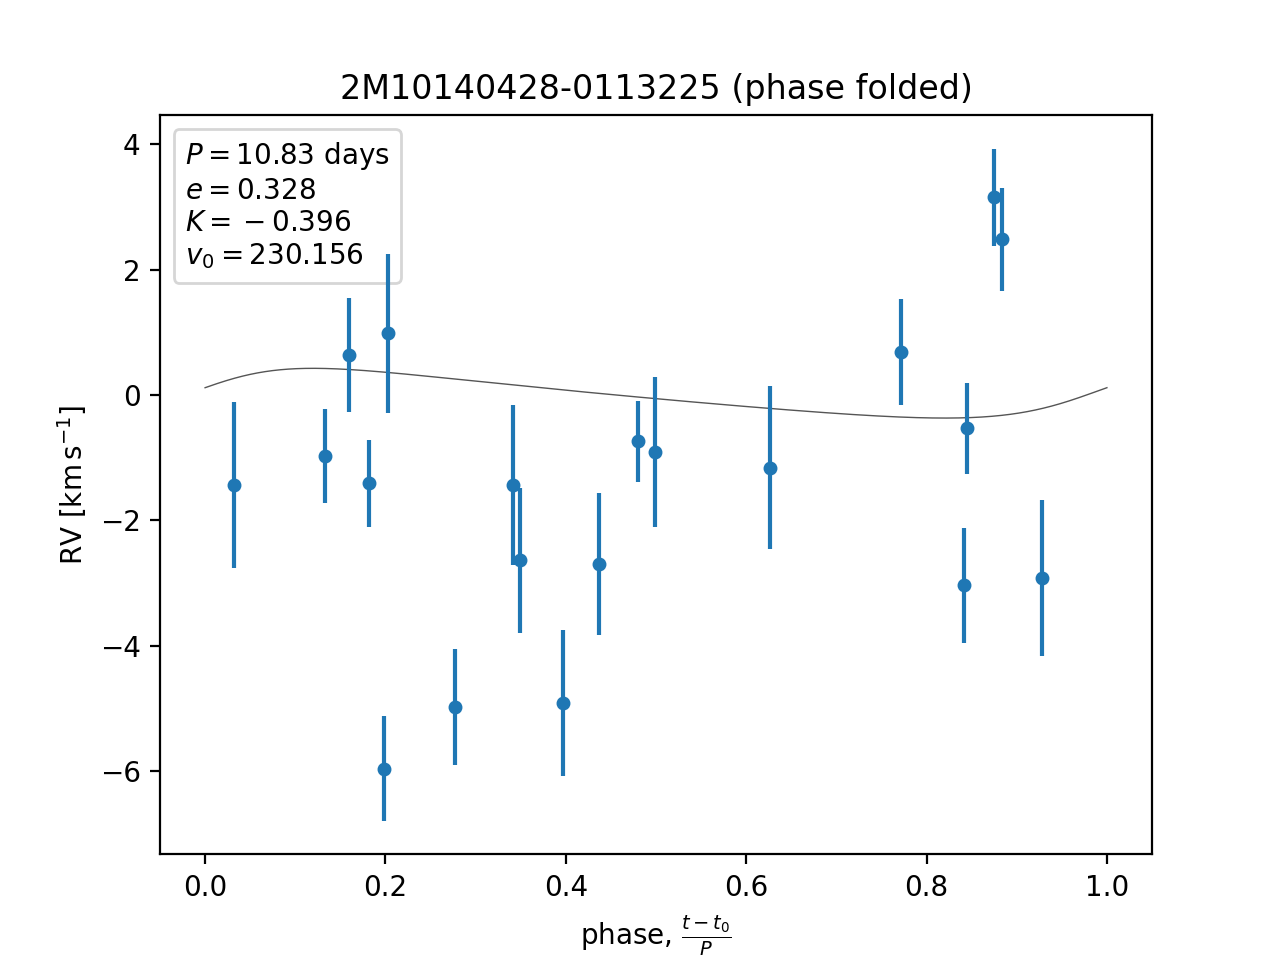 2M10140428-0113225 (phase folded)
P = 10.83 days
e = 0.328
K = −0.396
v₀ = 230.156
RV [km s⁻¹]
4
2
0
−2
−4
−6
0.0 0.2 0.4 0.6 0.8 1.0
phase, (t − t₀)/P